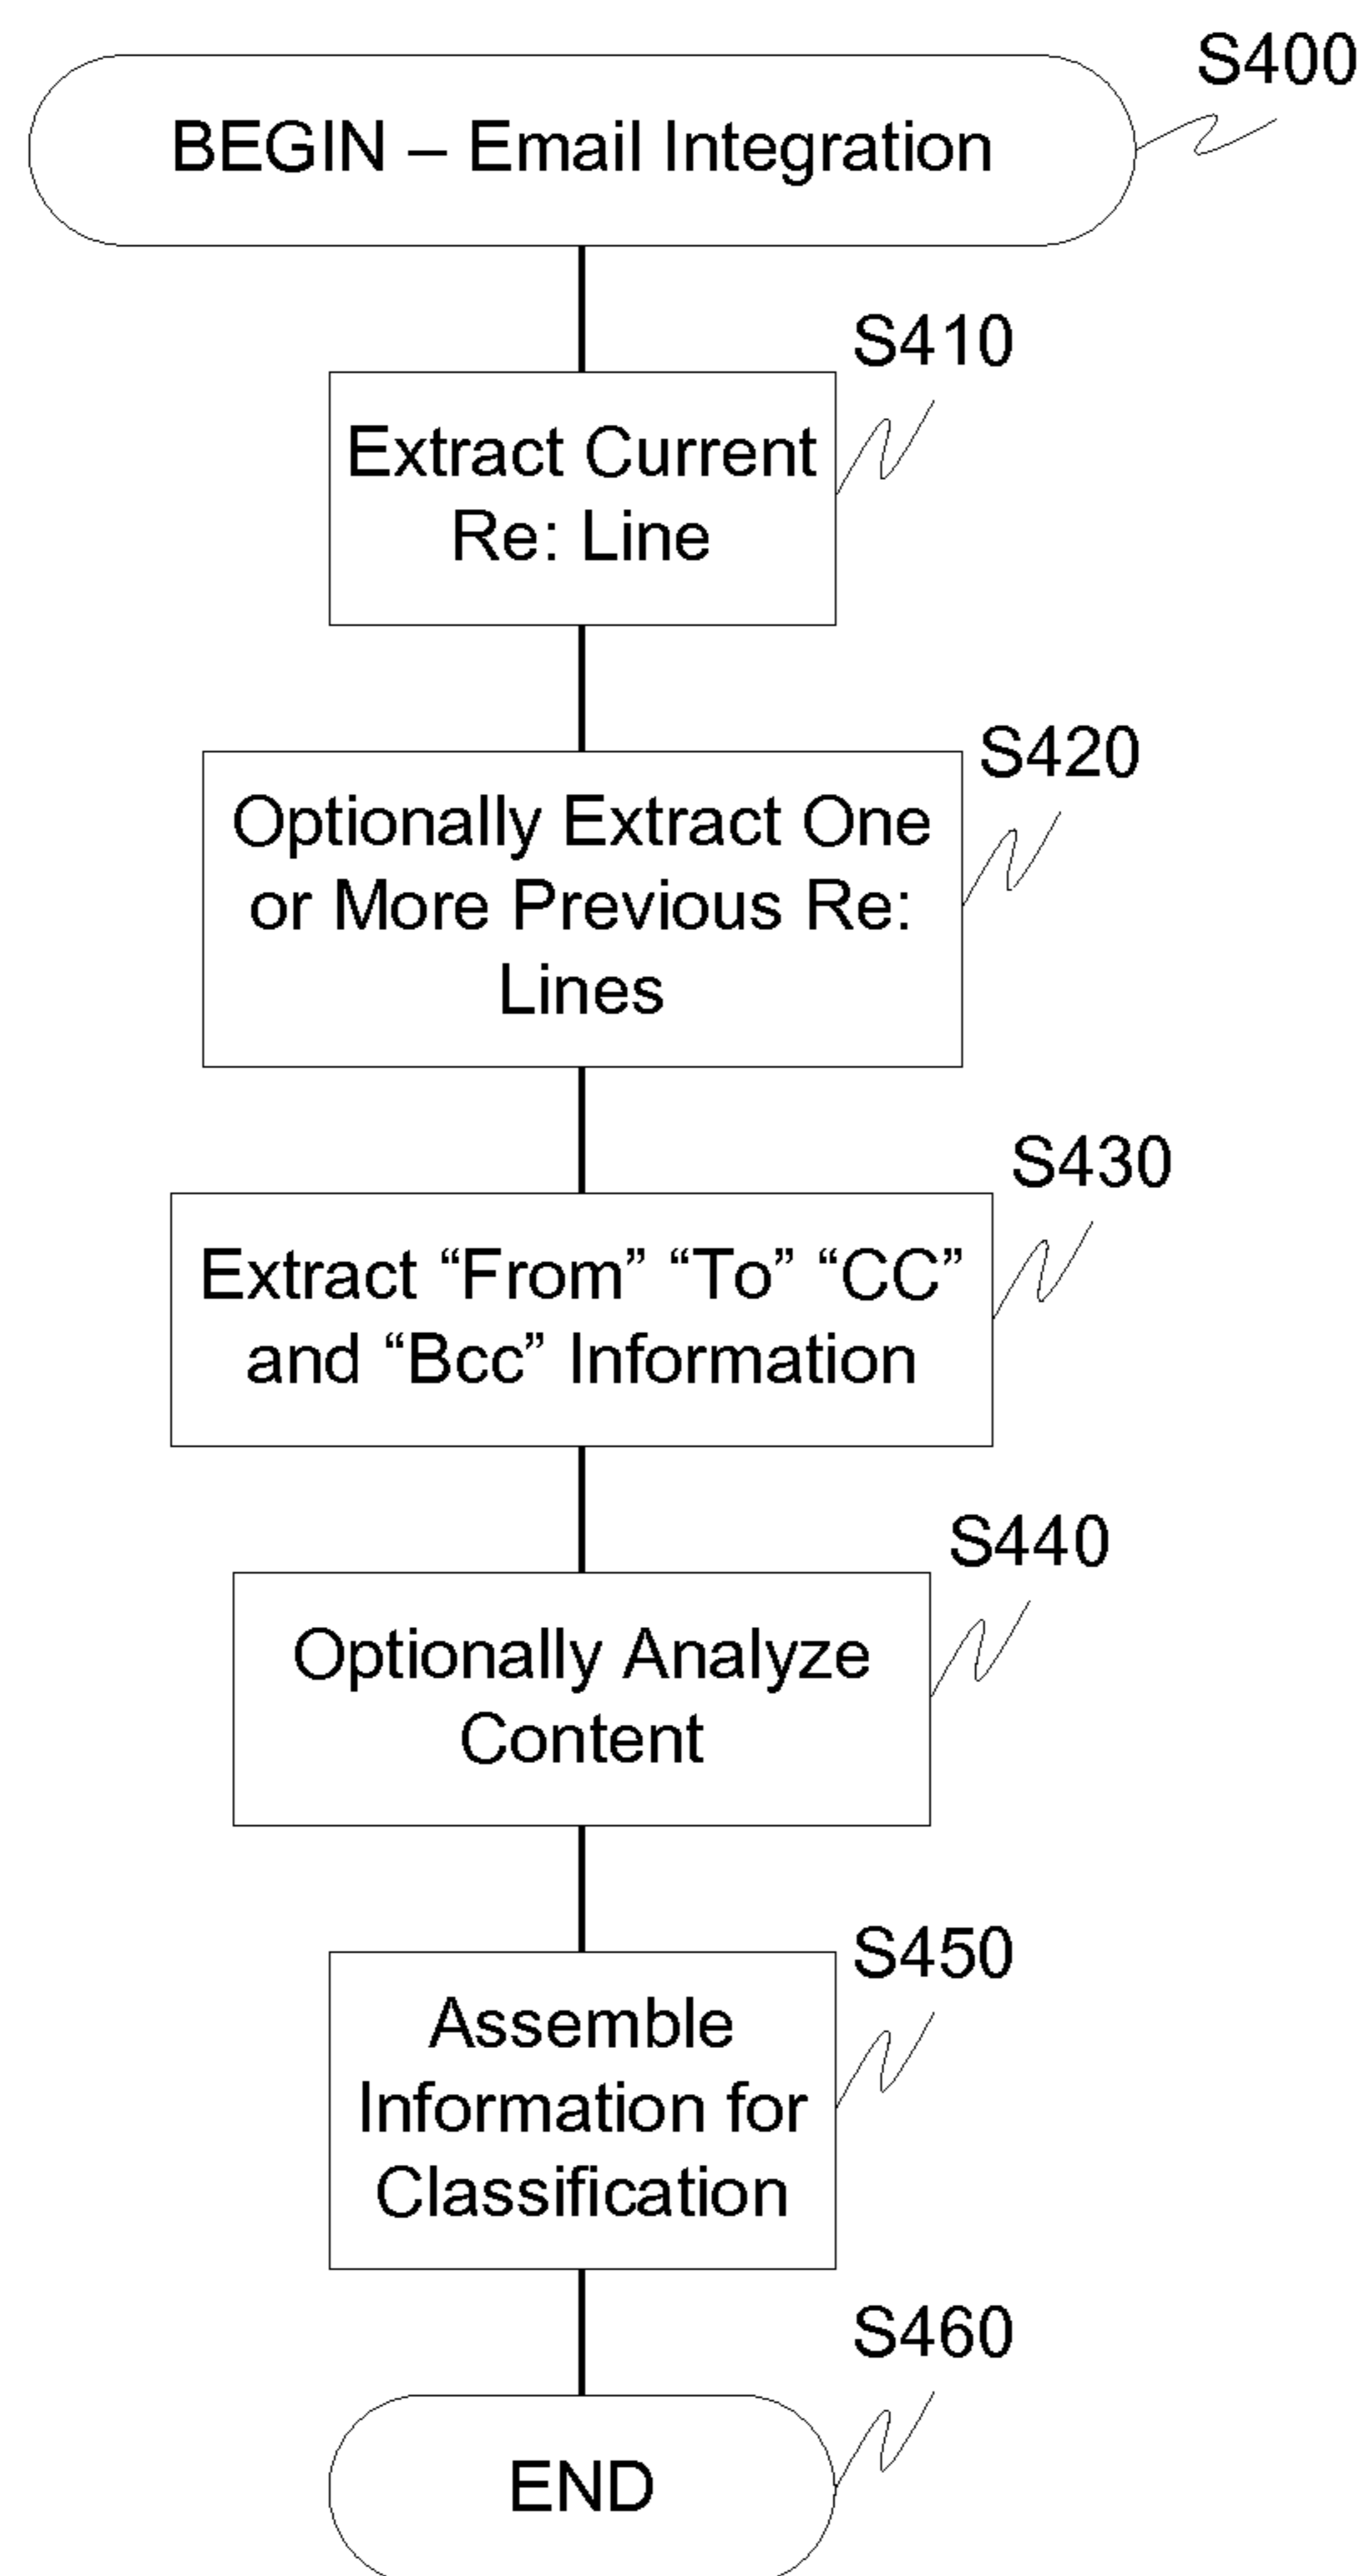 S400
BEGIN – Email Integration
S410
Extract Current
Re: Line
S420
Optionally Extract One
or More Previous Re:
Lines
S430
Extract “From” “To” “CC”
and “Bcc” Information
S440
Optionally Analyze
Content
S450
Assemble
Information for
Classification
S460
END